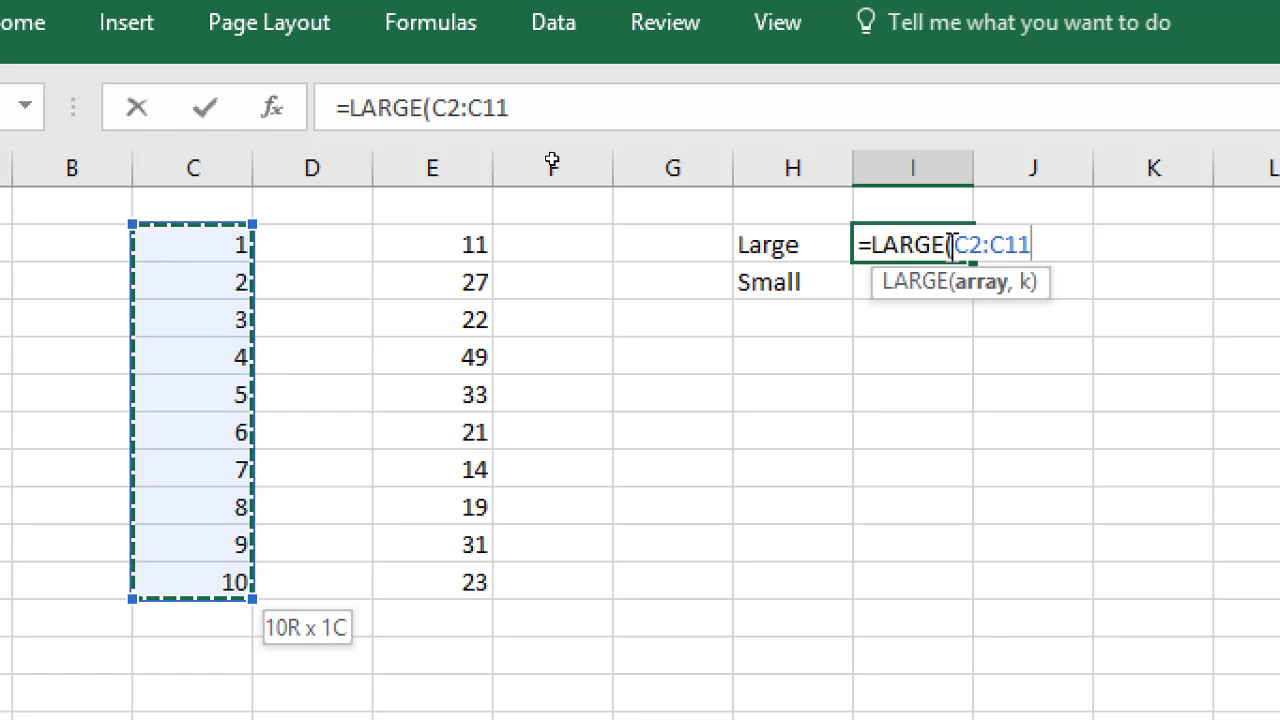 ome Insert Page Layout Formulas Data Review View Tell me what you want to do
fx =LARGE(C2:C11
B C D E F G H I J K L
1 11 Large =LARGE(C2:C11
2 27 Small LARGE(array, k)
3 22
4 49
5 33
6 21
7 14
8 19
9 31
10 23
10R x 1C